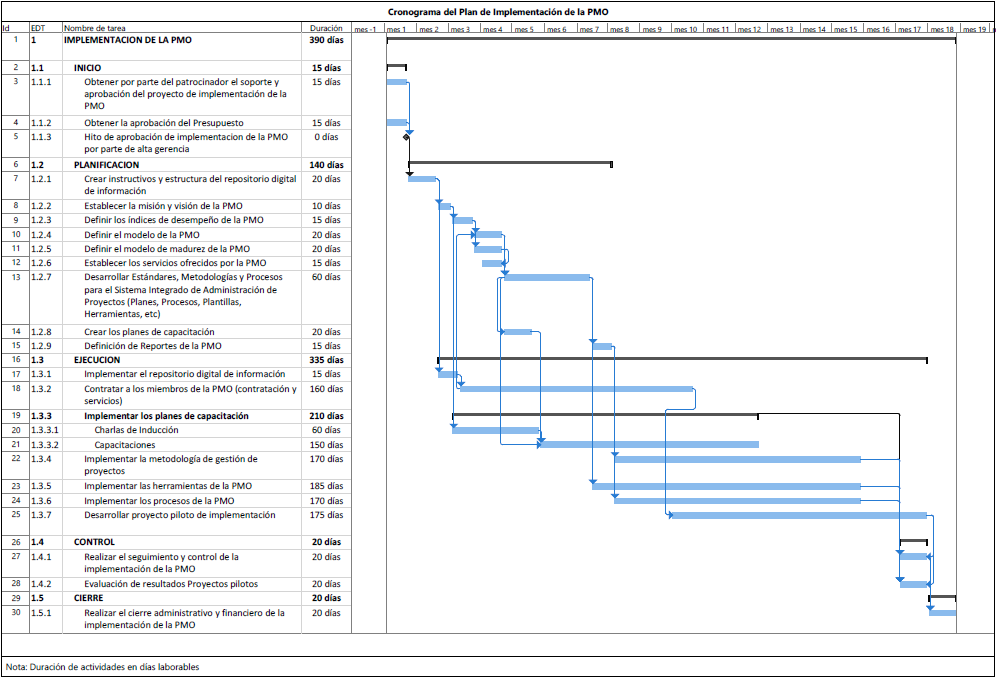 Cronograma del Plan de Implementación de la PMO
Id EDT Nombre de tarea Duración mes -1 mes 1 mes 2 mes 3 mes 4 mes 5 mes 6 mes 7 mes 8 mes 9 mes 10 mes 11 mes 12 mes 13 mes 14 mes 15 mes 16 mes 17 mes 18 mes 19
1 1 IMPLEMENTACION DE LA PMO 390 días
2 1.1 INICIO 15 días
3 1.1.1 Obtener por parte del patrocinador el soporte y 15 días
aprobación del proyecto de implementación de la
PMO
4 1.1.2 Obtener la aprobación del Presupuesto 15 días
5 1.1.3 Hito de aprobación de implementacion de la PMO 0 días
por parte de alta gerencia
6 1.2 PLANIFICACION 140 días
7 1.2.1 Crear instructivos y estructura del repositorio digital 20 días
de información
8 1.2.2 Establecer la misión y visión de la PMO 10 días
9 1.2.3 Definir los índices de desempeño de la PMO 15 días
10 1.2.4 Definir el modelo de la PMO 20 días
11 1.2.5 Definir el modelo de madurez de la PMO 20 días
12 1.2.6 Establecer los servicios ofrecidos por la PMO 15 días
13 1.2.7 Desarrollar Estándares, Metodologías y Procesos 60 días
para el Sistema Integrado de Administración de
Proyectos (Planes, Procesos, Plantillas,
Herramientas, etc)
14 1.2.8 Crear los planes de capacitación 20 días
15 1.2.9 Definición de Reportes de la PMO 15 días
16 1.3 EJECUCION 335 días
17 1.3.1 Implementar el repositorio digital de información 15 días
18 1.3.2 Contratar a los miembros de la PMO (contratación y 160 días
servicios)
19 1.3.3 Implementar los planes de capacitación 210 días
20 1.3.3.1 Charlas de Inducción 60 días
21 1.3.3.2 Capacitaciones 150 días
22 1.3.4 Implementar la metodología de gestión de 170 días
proyectos
23 1.3.5 Implementar las herramientas de la PMO 185 días
24 1.3.6 Implementar los procesos de la PMO 170 días
25 1.3.7 Desarrollar proyecto piloto de implementación 175 días
26 1.4 CONTROL 20 días
27 1.4.1 Realizar el seguimiento y control de la 20 días
implementación de la PMO
28 1.4.2 Evaluación de resultados Proyectos pilotos 20 días
29 1.5 CIERRE 20 días
30 1.5.1 Realizar el cierre administrativo y financiero de la 20 días
implementación de la PMO
Nota: Duración de actividades en días laborables